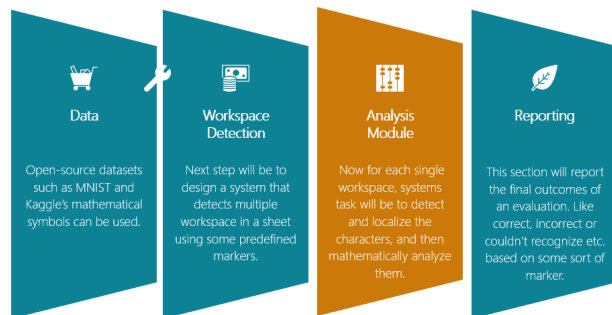 Data
Open-source datasets
such as MNIST and
Kaggle's mathematical
symbols can be used.
Workspace
Detection
Next step will be to
design a system that
detects multiple
workspace in a sheet
using some predefined
markers.
Analysis
Module
Now for each single
workspace, systems
task will be to detect
and localize the
characters, and then
mathematically analyze
them.
Reporting
This section will report
the final outcomes of
an evaluation. Like
correct, incorrect or
couldn't recognize etc.
based on some sort of
marker.